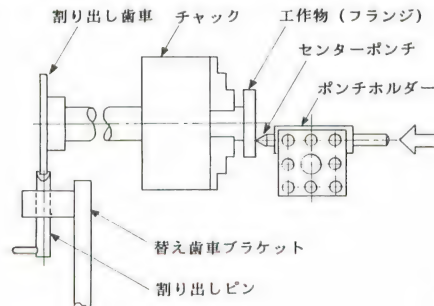 割り出し歯車
チャック
工作物（フランジ）
センターポンチ
ポンチホルダー
替え歯車ブラケット
割り出しピン